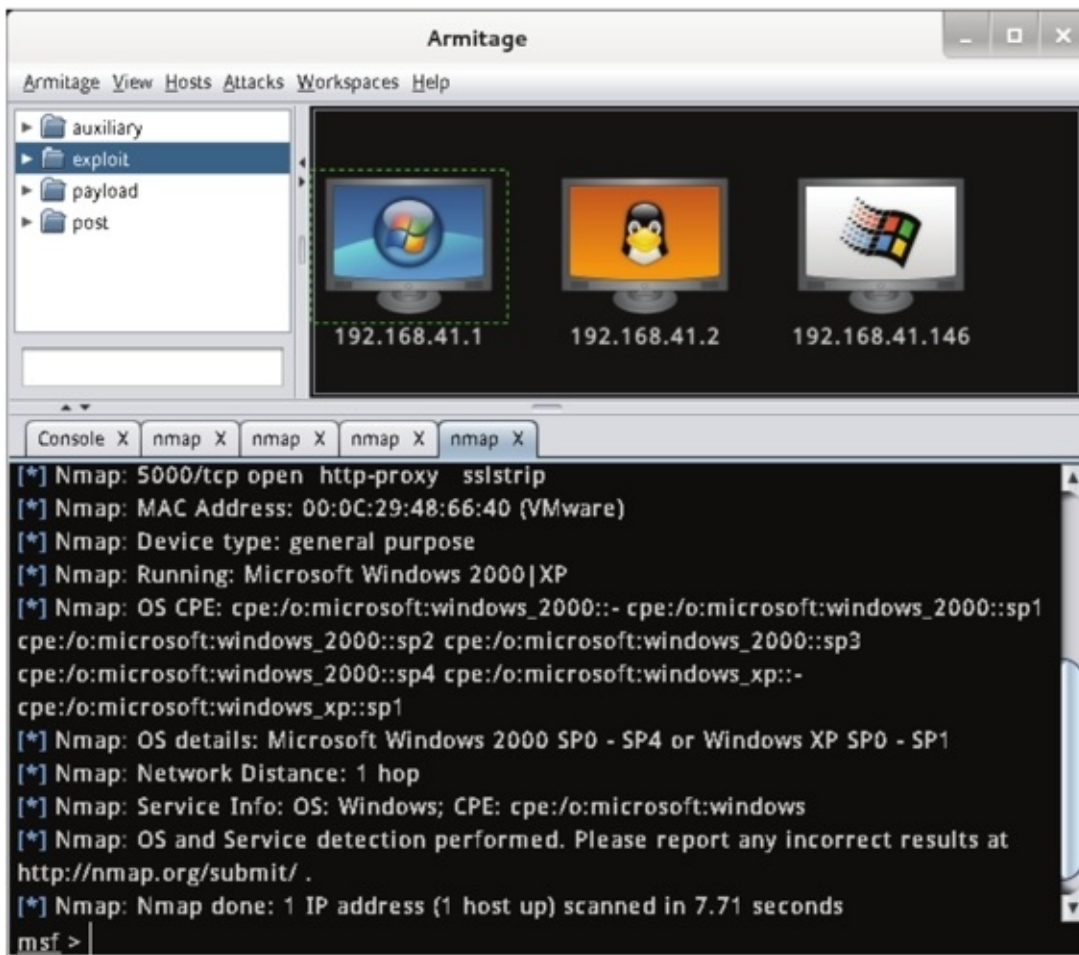 Armitage
Armitage View Hosts Attacks Workspaces Help
auxiliary
exploit
payload
post
192.168.41.1
192.168.41.2
192.168.41.146
Console X
nmap X
nmap X
nmap X
nmap X
[*] Nmap: 5000/tcp open  http-proxy   sslstrip
[*] Nmap: MAC Address: 00:0C:29:48:66:40 (VMware)
[*] Nmap: Device type: general purpose
[*] Nmap: Running: Microsoft Windows 2000|XP
[*] Nmap: OS CPE: cpe:/o:microsoft:windows_2000::- cpe:/o:microsoft:windows_2000::sp1
cpe:/o:microsoft:windows_2000::sp2 cpe:/o:microsoft:windows_2000::sp3
cpe:/o:microsoft:windows_2000::sp4 cpe:/o:microsoft:windows_xp::-
cpe:/o:microsoft:windows_xp::sp1
[*] Nmap: OS details: Microsoft Windows 2000 SP0 - SP4 or Windows XP SP0 - SP1
[*] Nmap: Network Distance: 1 hop
[*] Nmap: Service Info: OS: Windows; CPE: cpe:/o:microsoft:windows
[*] Nmap: OS and Service detection performed. Please report any incorrect results at
http://nmap.org/submit/ .
[*] Nmap: Nmap done: 1 IP address (1 host up) scanned in 7.71 seconds
msf >